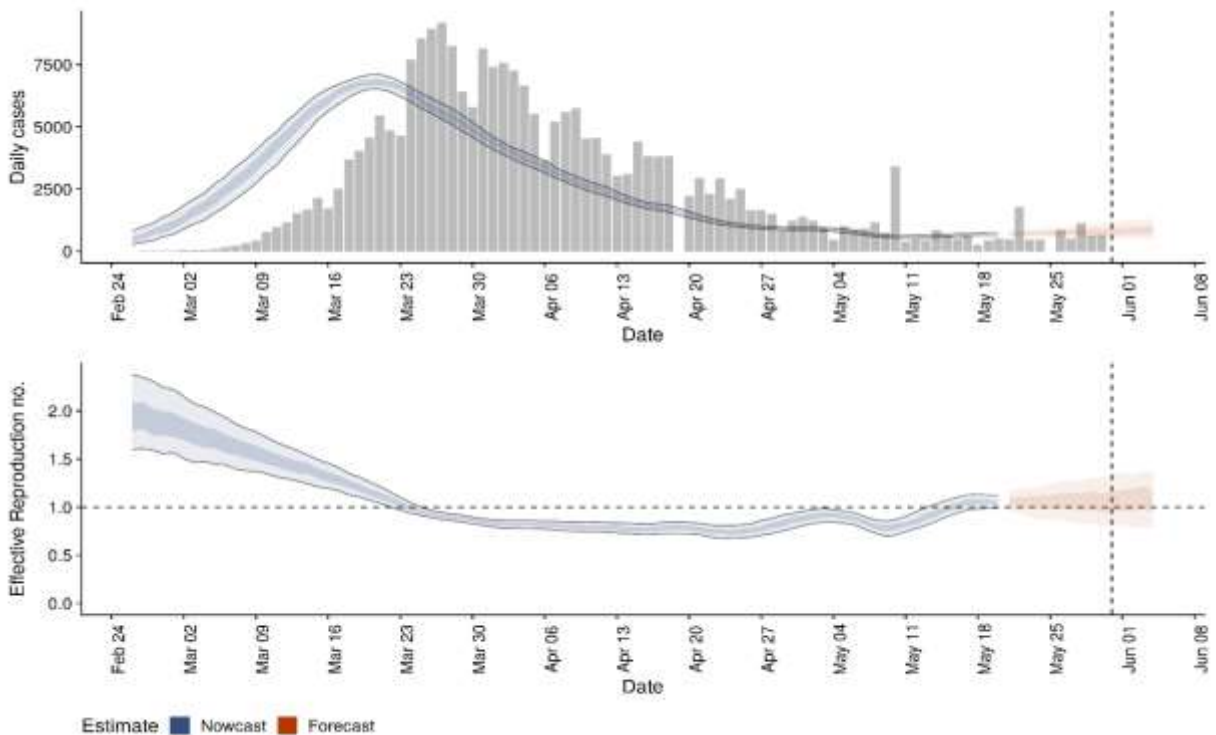 Daily cases
7500
5000
2500
0
Feb 24
Mar 02
Mar 09
Mar 16
Mar 23
Mar 30
Apr 06
Apr 13
Apr 20
Apr 27
May 04
May 11
May 18
May 25
Jun 01
Jun 08
Date
Effective Reproduction no.
2.0
1.5
1.0
0.5
0.0
Feb 24
Mar 02
Mar 09
Mar 16
Mar 23
Mar 30
Apr 06
Apr 13
Apr 20
Apr 27
May 04
May 11
May 18
May 25
Jun 01
Jun 08
Date
Estimate Nowcast Forecast